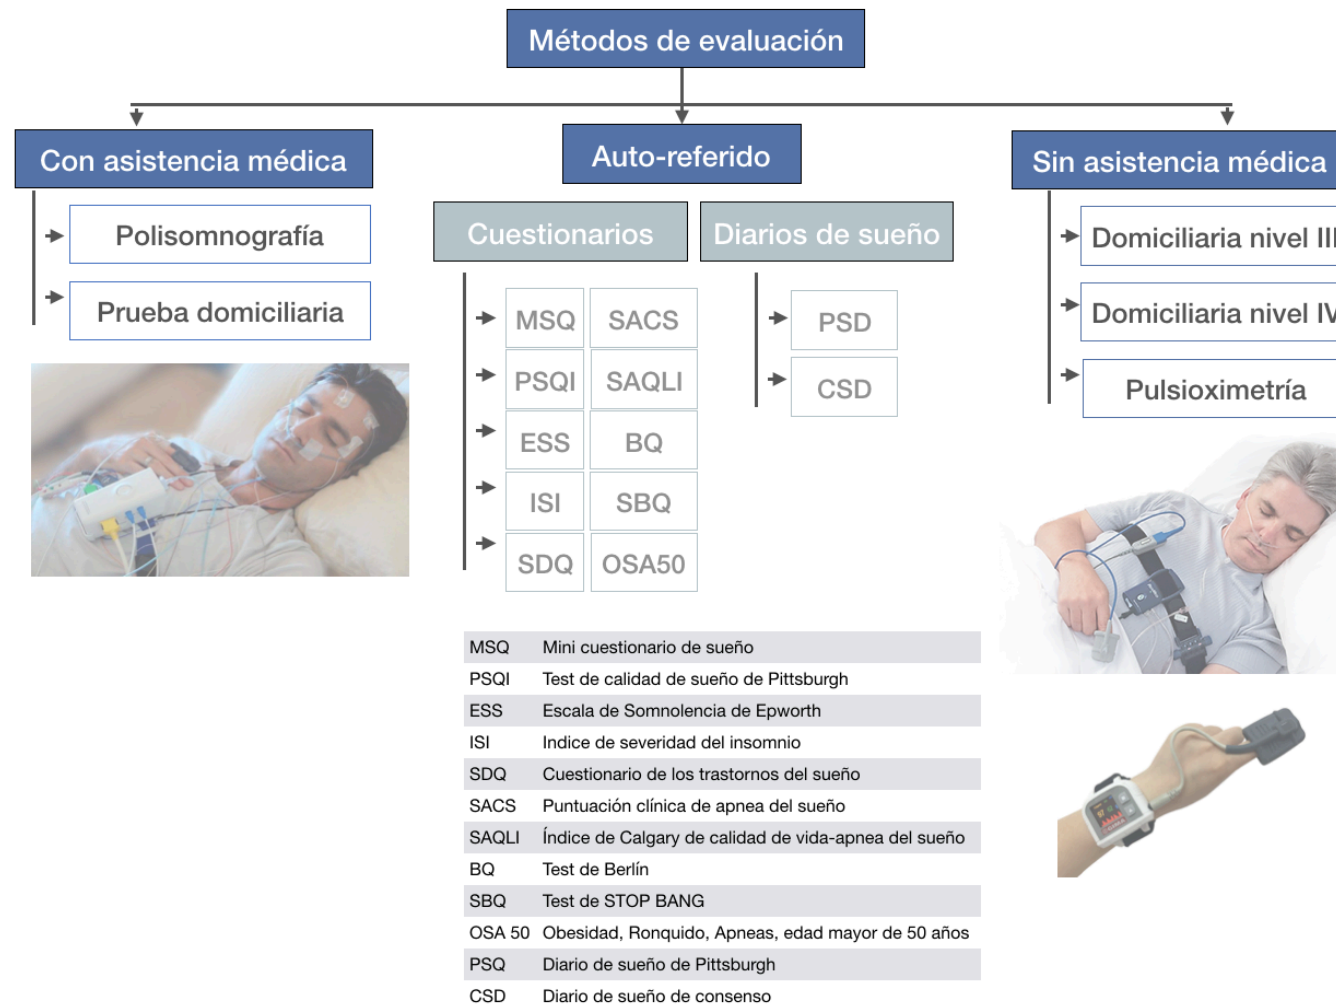 Métodos de evaluación
Con asistencia médica
Polisomnografía
Prueba domiciliaria
Auto-referido
Cuestionarios
MSQ SACS
PSQI SAQLI
ESS BQ
ISI SBQ
SDQ OSA50
Diarios de sueño
PSD
CSD
Sin asistencia médica
Domiciliaria nivel III
Domiciliaria nivel IV
Pulsioximetría
MSQ Mini cuestionario de sueño
PSQI Test de calidad de sueño de Pittsburgh
ESS Escala de Somnolencia de Epworth
ISI Indice de severidad del insomnio
SDQ Cuestionario de los trastornos del sueño
SACS Puntuación clínica de apnea del sueño
SAQLI Índice de Calgary de calidad de vida-apnea del sueño
BQ Test de Berlín
SBQ Test de STOP BANG
OSA 50 Obesidad, Ronquido, Apneas, edad mayor de 50 años
PSQ Diario de sueño de Pittsburgh
CSD Diario de sueño de consenso